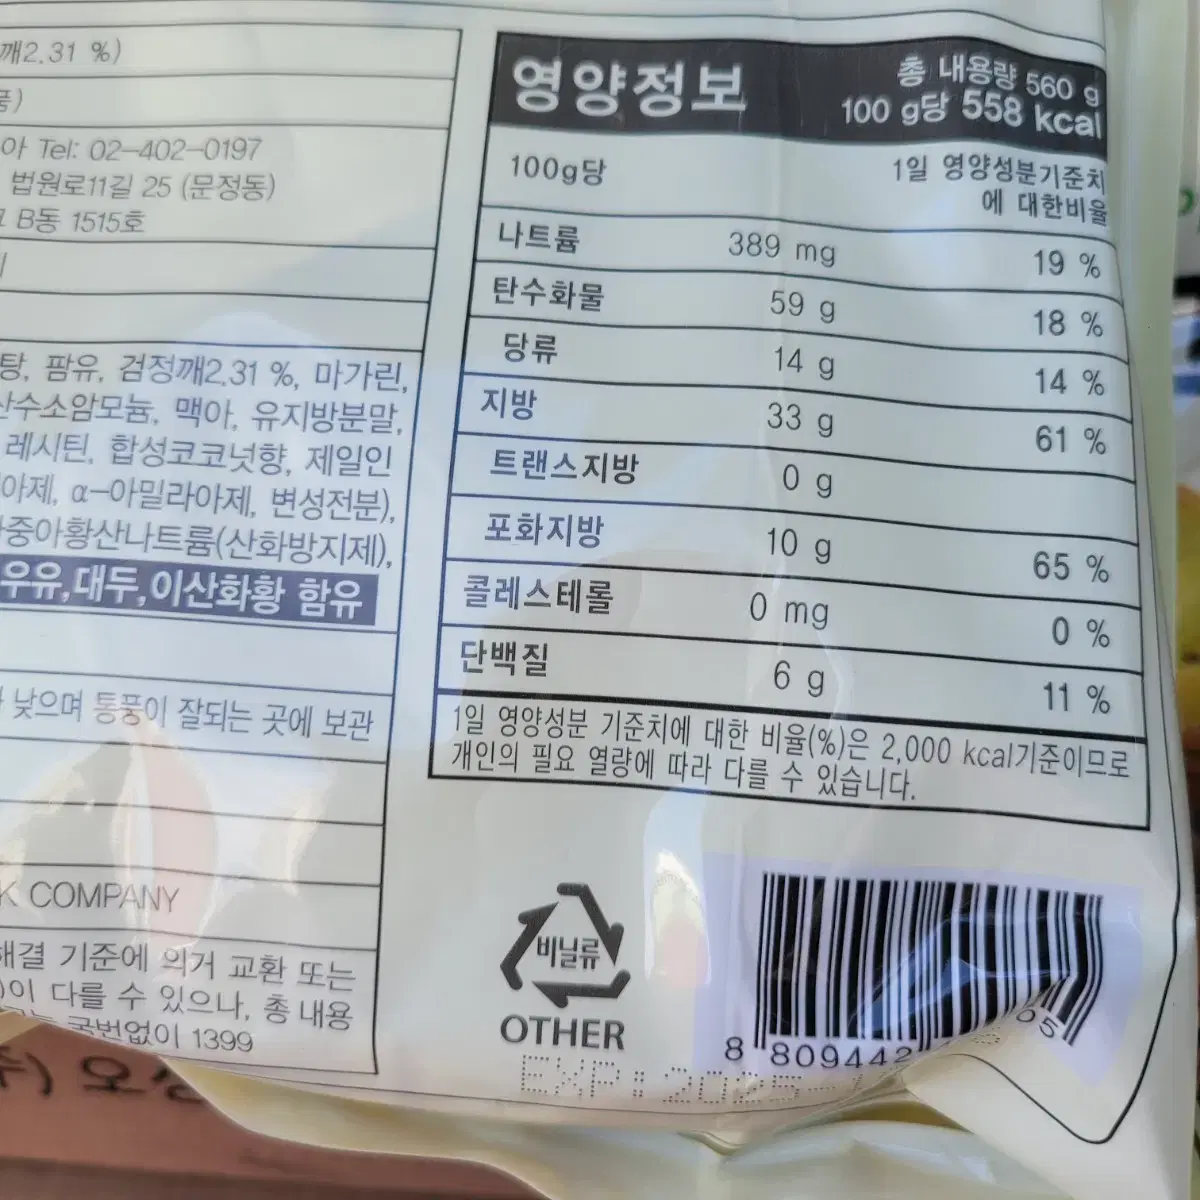 깨2.31 %)
품)
아 Tel: 02-402-0197
법원로11길 25 (문정동)
B동 1515호
탕, 팜유, 검정깨2.31 %, 마가린,
산수소암모늄, 맥아, 유지방분말,
레시틴, 합성코코넛향, 제일인
아제, α-아밀라아제, 변성전분),
중아황산나트륨(산화방지제),
우유,대두,이산화황 함유
낮으며 통풍이 잘되는 곳에 보관
K COMPANY
해결 기준에 의거 교환 또는
이 다를 수 있으나, 총 내용
국번없이 1399
영양정보
총 내용량 560 g
100 g당 558 kcal
100g당 1일 영양성분기준치
에 대한비율
나트륨 389 mg 19 %
탄수화물 59 g 18 %
당류 14 g 14 %
지방 33 g 61 %
트랜스지방 0 g
포화지방 10 g 65 %
콜레스테롤 0 mg 0 %
단백질 6 g 11 %
1일 영양성분 기준치에 대한 비율(%)은 2,000 kcal기준이므로
개인의 필요 열량에 따라 다를 수 있습니다.
비닐류
OTHER
8 809442
EXP: 2025